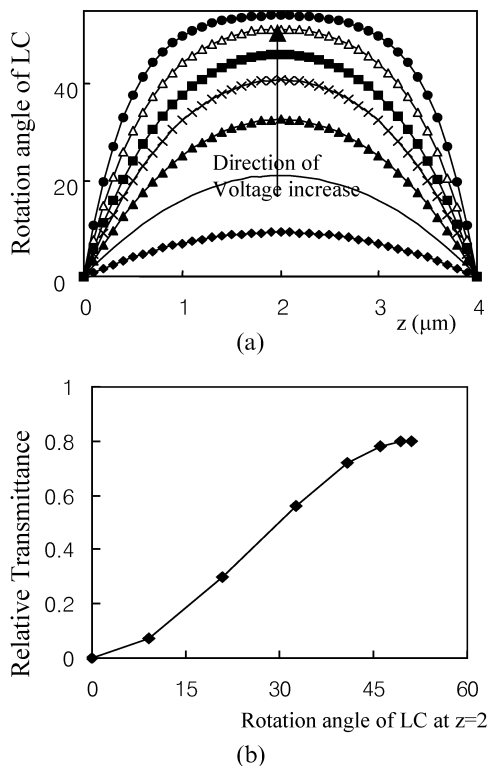 Rotation angle of LC
40
20
0
Direction of
Voltage increase
0 1 2 3 4
z (μm)
(a)
Relative Transmittance
1
0.8
0.6
0.4
0.2
0
0 15 30 45 60
Rotation angle of LC at z=2
(b)